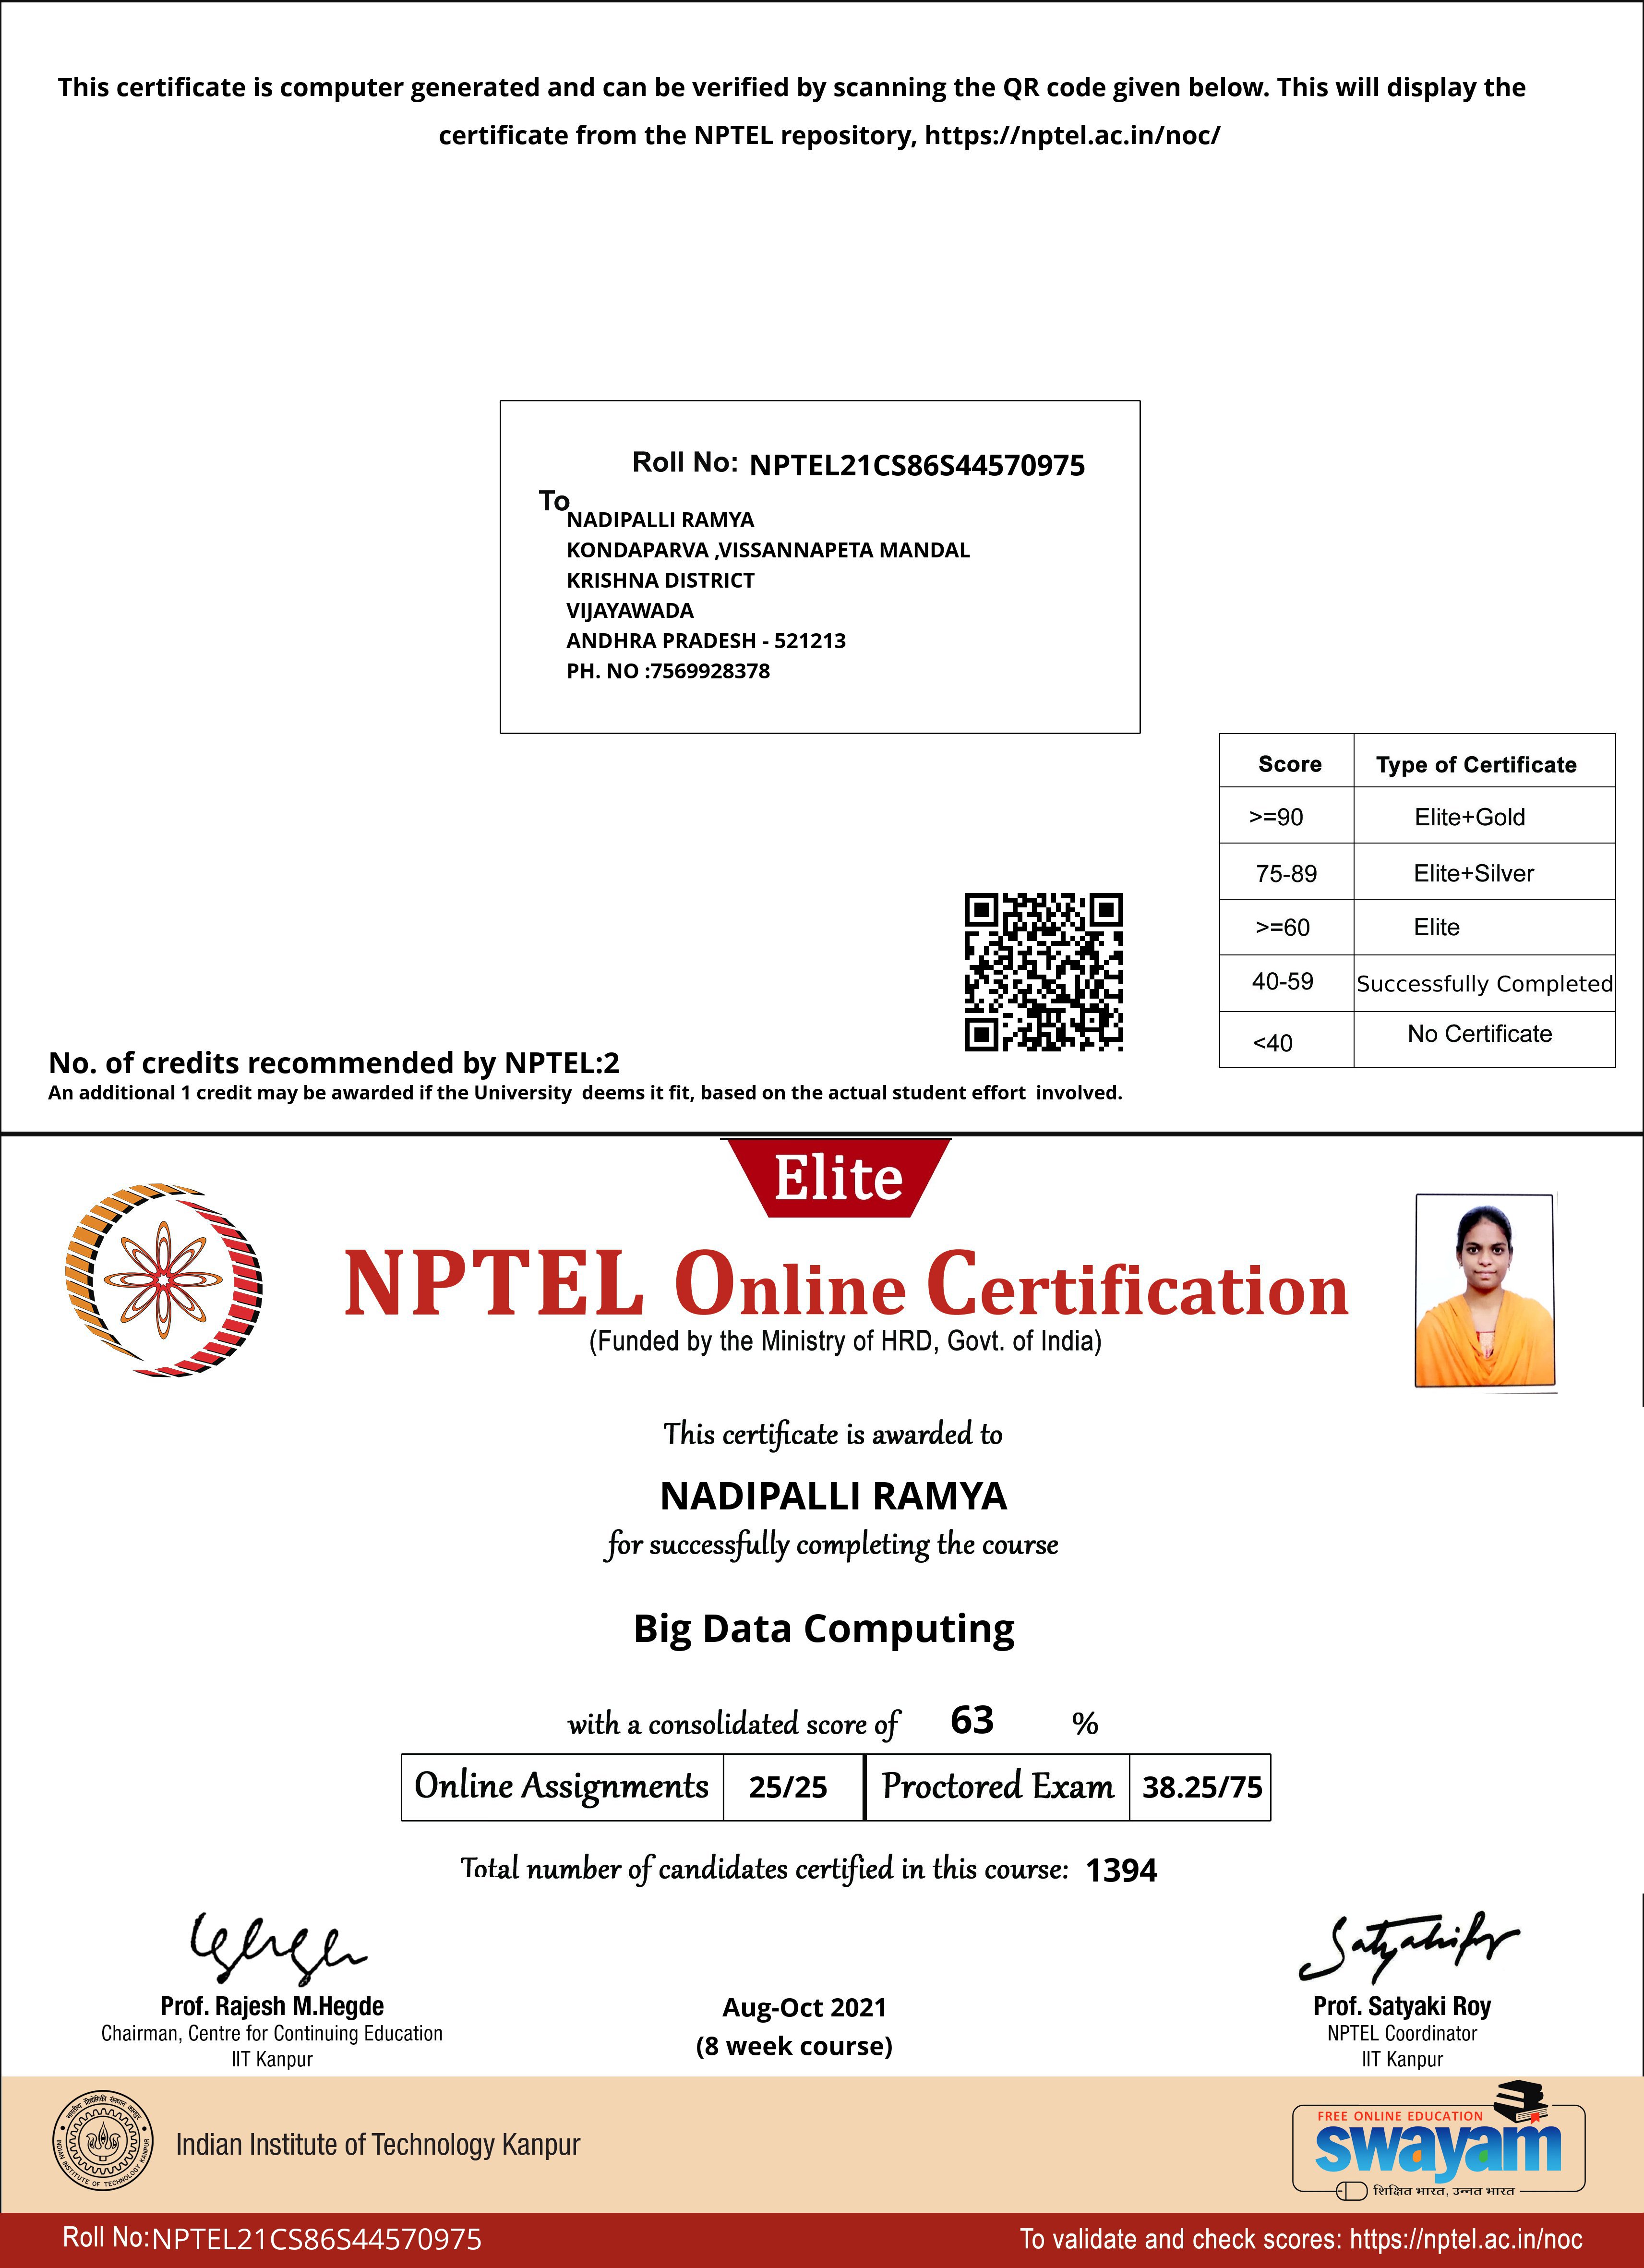 This certificate is computer generated and can be verified by scanning the QR code given below. This will display the
certificate from the NPTEL repository, https://nptel.ac.in/noc/
Roll No: NPTEL21CS86S44570975
To
NADIPALLI RAMYA
KONDAPARVA ,VISSANNAPETA MANDAL
KRISHNA DISTRICT
VIJAYAWADA
ANDHRA PRADESH - 521213
PH. NO :7569928378
Score Type of Certificate
>=90 Elite+Gold
75-89 Elite+Silver
>=60 Elite
40-59 Successfully Completed
<40 No Certificate
No. of credits recommended by NPTEL:2
An additional 1 credit may be awarded if the University deems it fit, based on the actual student effort involved.
Elite
NPTEL Online Certification
(Funded by the Ministry of HRD, Govt. of India)
This certificate is awarded to
NADIPALLI RAMYA
for successfully completing the course
Big Data Computing
with a consolidated score of 63 %
Online Assignments 25/25 Proctored Exam 38.25/75
Total number of candidates certified in this course: 1394
Prof. Rajesh M.Hegde
Chairman, Centre for Continuing Education
IIT Kanpur
Aug-Oct 2021
(8 week course)
Prof. Satyaki Roy
NPTEL Coordinator
IIT Kanpur
INDIAN INSTITUTE OF TECHNOLOGY KANPUR
Indian Institute of Technology Kanpur
FREE ONLINE EDUCATION
swayam
शिक्षित भारत, उन्नत भारत
Roll No:NPTEL21CS86S44570975
To validate and check scores: https://nptel.ac.in/noc